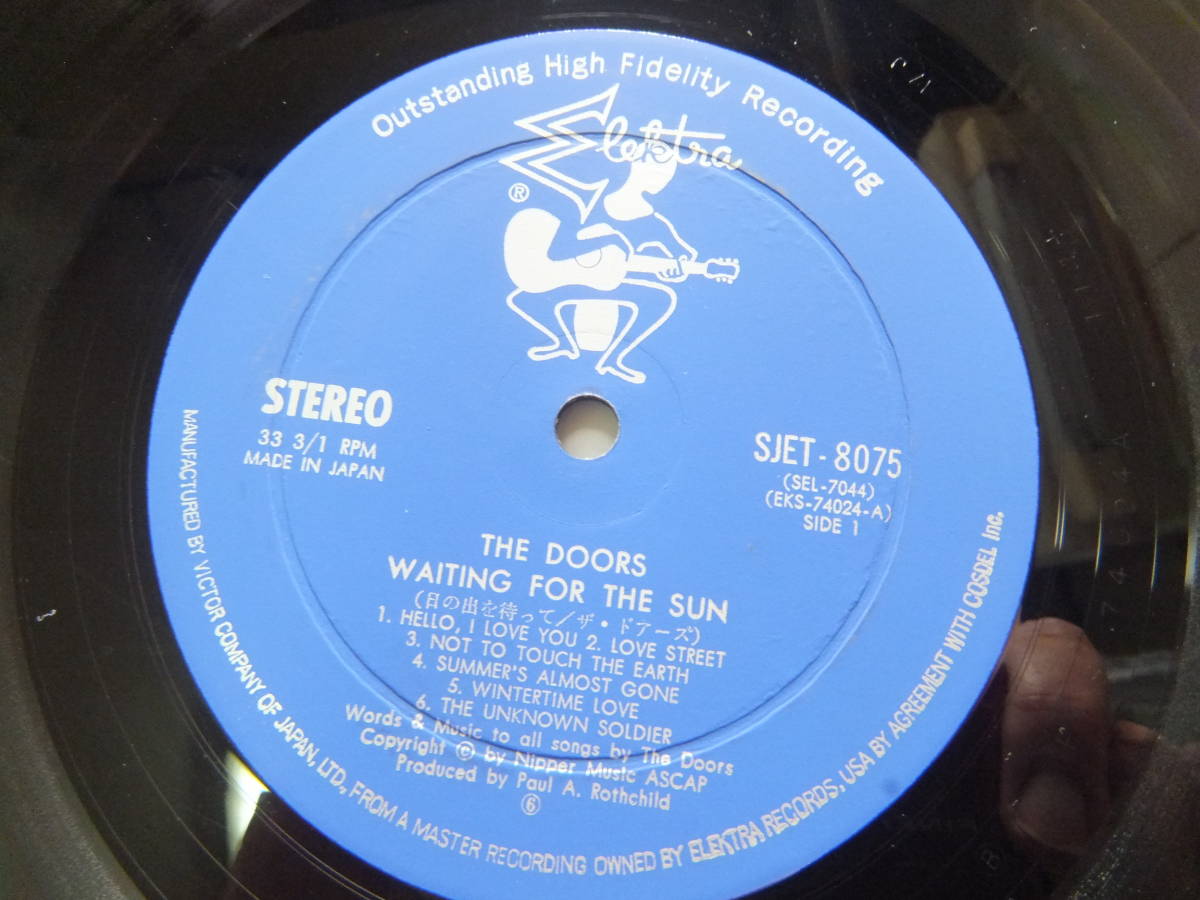 Outstanding High Fidelity Recording
Elektra
®
STEREO
33 3/1 RPM
MADE IN JAPAN
SJET-8075
(SEL-7044)
(EKS-74024-A)
SIDE 1
THE DOORS
WAITING FOR THE SUN
(日の出を待って/ザ・ドアーズ)
1. HELLO, I LOVE YOU 2. LOVE STREET
3. NOT TO TOUCH THE EARTH
4. SUMMER'S ALMOST GONE
5. WINTERTIME LOVE
6. THE UNKNOWN SOLDIER
Words & Music to all songs by The Doors
Copyright © by Nipper Music ASCAP
Produced by Paul A. Rothchild
⑥
MANUFACTURED BY VICTOR COMPANY OF JAPAN, LTD, FROM A MASTER RECORDING OWNED BY ELEKTRA RECORDS, USA BY AGREEMENT WITH COSDEL Inc.